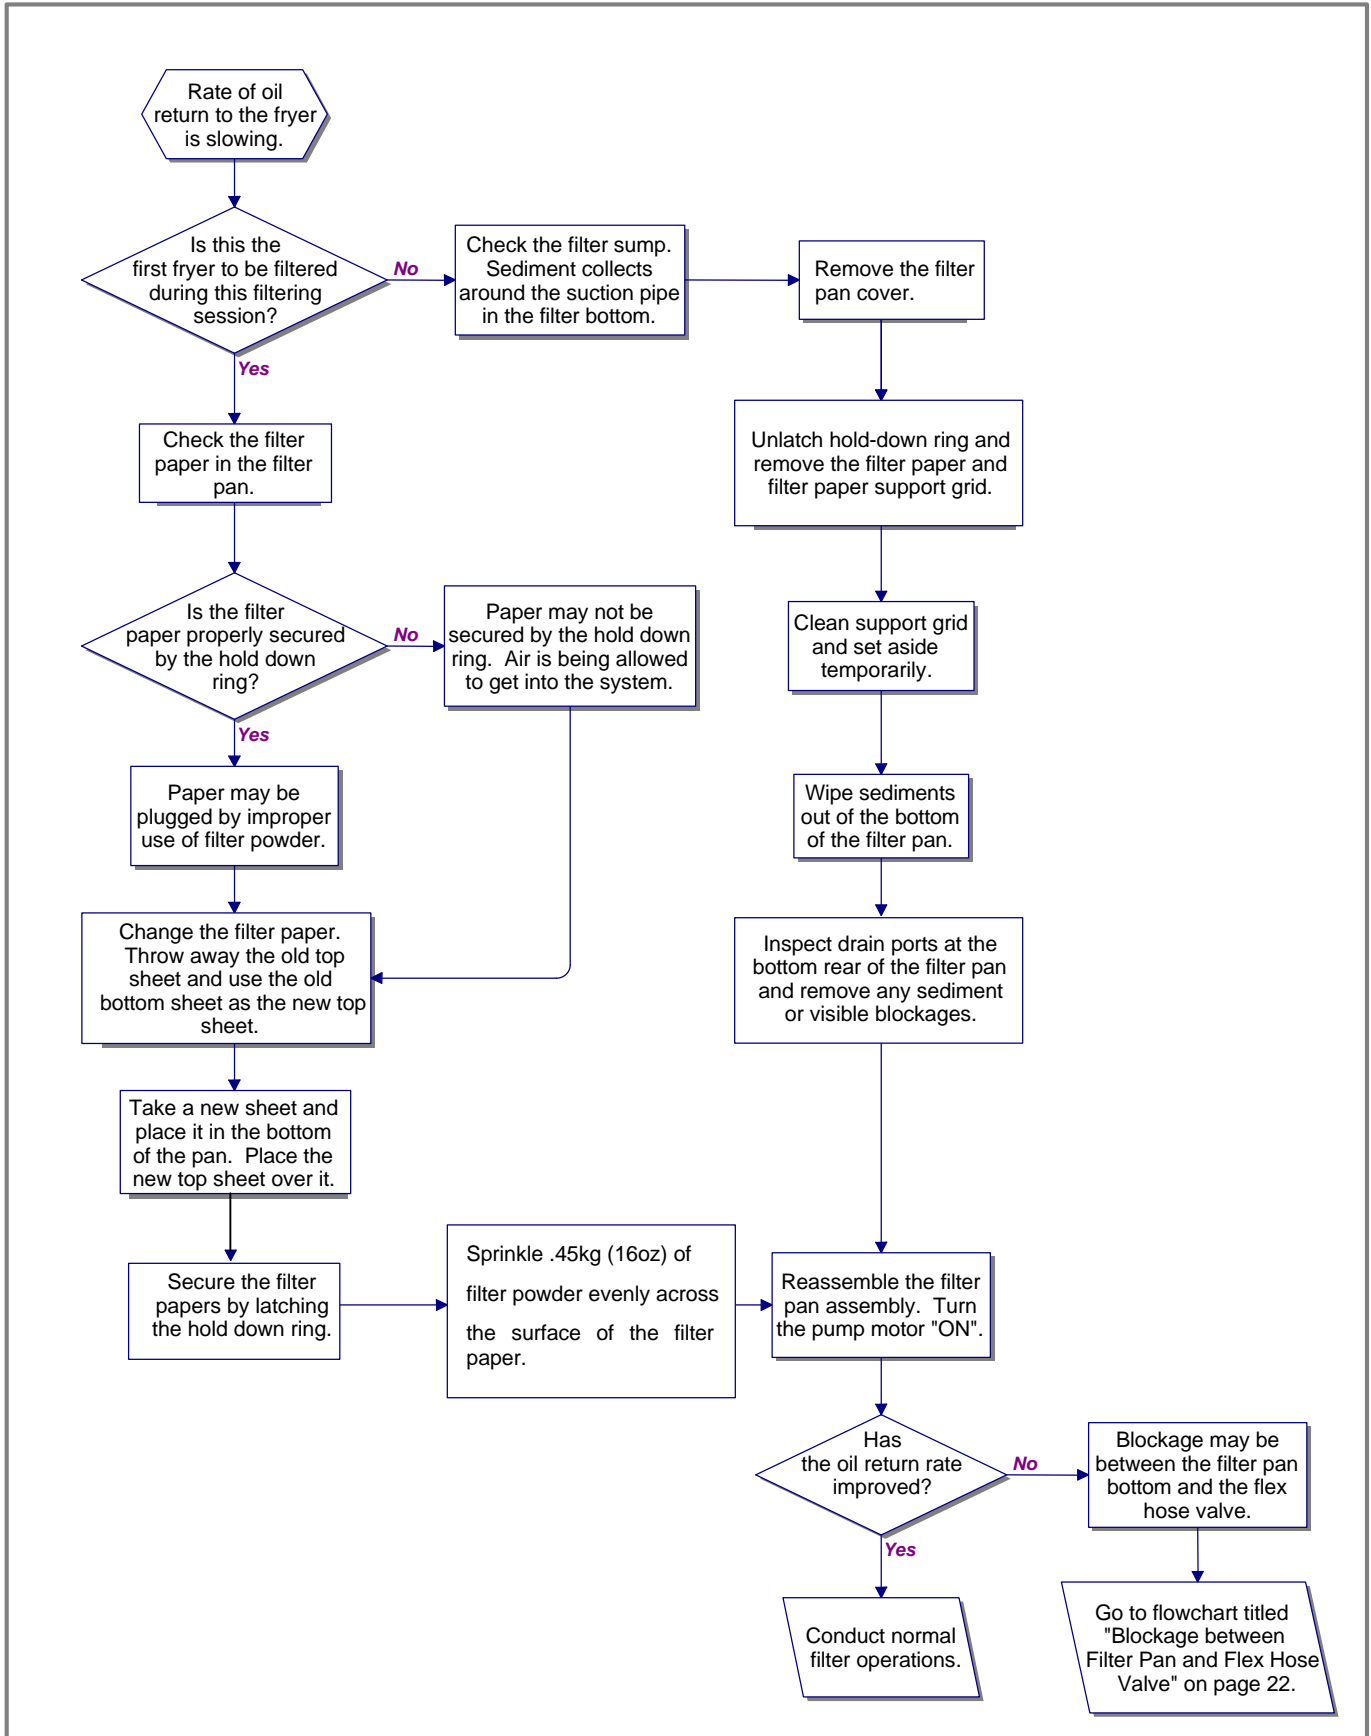 Rate of oil
return to the fryer
is slowing.
Is this the
first fryer to be filtered
during this filtering
session?
No
Yes
Check the filter sump.
Sediment collects
around the suction pipe
in the filter bottom.
Remove the filter
pan cover.
Unlatch hold-down ring and
remove the filter paper and
filter paper support grid.
Clean support grid
and set aside
temporarily.
Wipe sediments
out of the bottom
of the filter pan.
Inspect drain ports at the
bottom rear of the filter pan
and remove any sediment
or visible blockages.
Check the filter
paper in the filter
pan.
Is the filter
paper properly secured
by the hold down
ring?
No
Yes
Paper may not be
secured by the hold down
ring. Air is being allowed
to get into the system.
Paper may be
plugged by improper
use of filter powder.
Change the filter paper.
Throw away the old top
sheet and use the old
bottom sheet as the new top
sheet.
Take a new sheet and
place it in the bottom
of the pan. Place the
new top sheet over it.
Secure the filter
papers by latching
the hold down ring.
Sprinkle .45kg (16oz) of
filter powder evenly across
the surface of the filter
paper.
Reassemble the filter
pan assembly. Turn
the pump motor "ON".
Has
the oil return rate
improved?
No
Yes
Blockage may be
between the filter pan
bottom and the flex
hose valve.
Conduct normal
filter operations.
Go to flowchart titled
"Blockage between
Filter Pan and Flex Hose
Valve" on page 22.